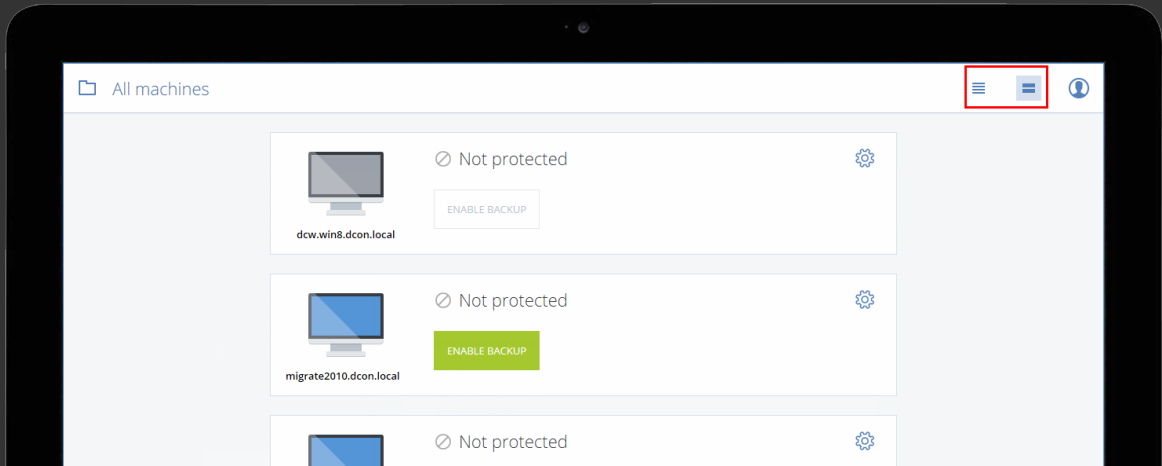 All machines
Not protected
ENABLE BACKUP
dcw.win8.dcon.local
Not protected
ENABLE BACKUP
migrate2010.dcon.local
Not protected